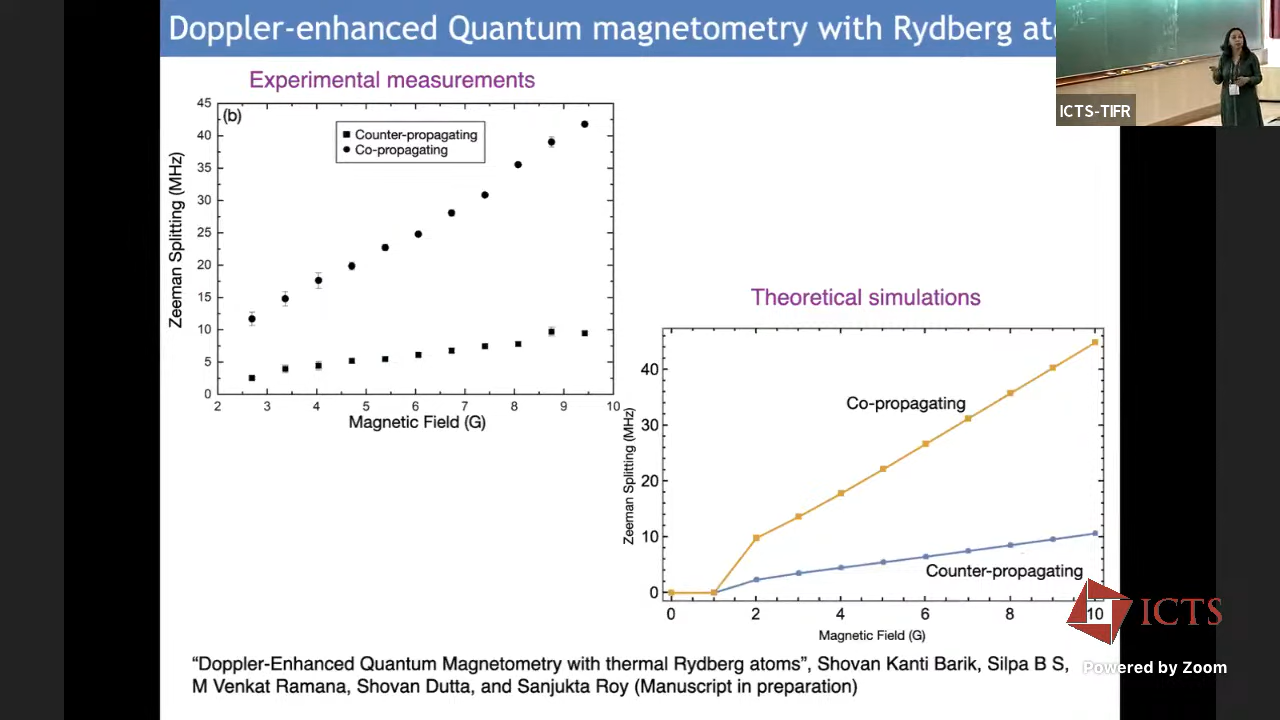 Doppler-enhanced Quantum magnetometry with Rydberg
ICTS-TIFR
Experimental measurements
(b)
Counter-propagating
Co-propagating
Zeeman Splitting (MHz)
45
40
35
30
25
20
15
10
5
0
2 3 4 5 6 7 8 9 10
Magnetic Field (G)
Theoretical simulations
Zeeman Splitting (MHz)
40
30
20
10
0
Co-propagating
Counter-propagating
0 2 4 6 8 10
Magnetic Field (G)
ICTS
Powered by Zoom
“Doppler-Enhanced Quantum Magnetometry with thermal Rydberg atoms”, Shovan Kanti Barik, Silpa B S,
M Venkat Ramana, Shovan Dutta, and Sanjukta Roy (Manuscript in preparation)